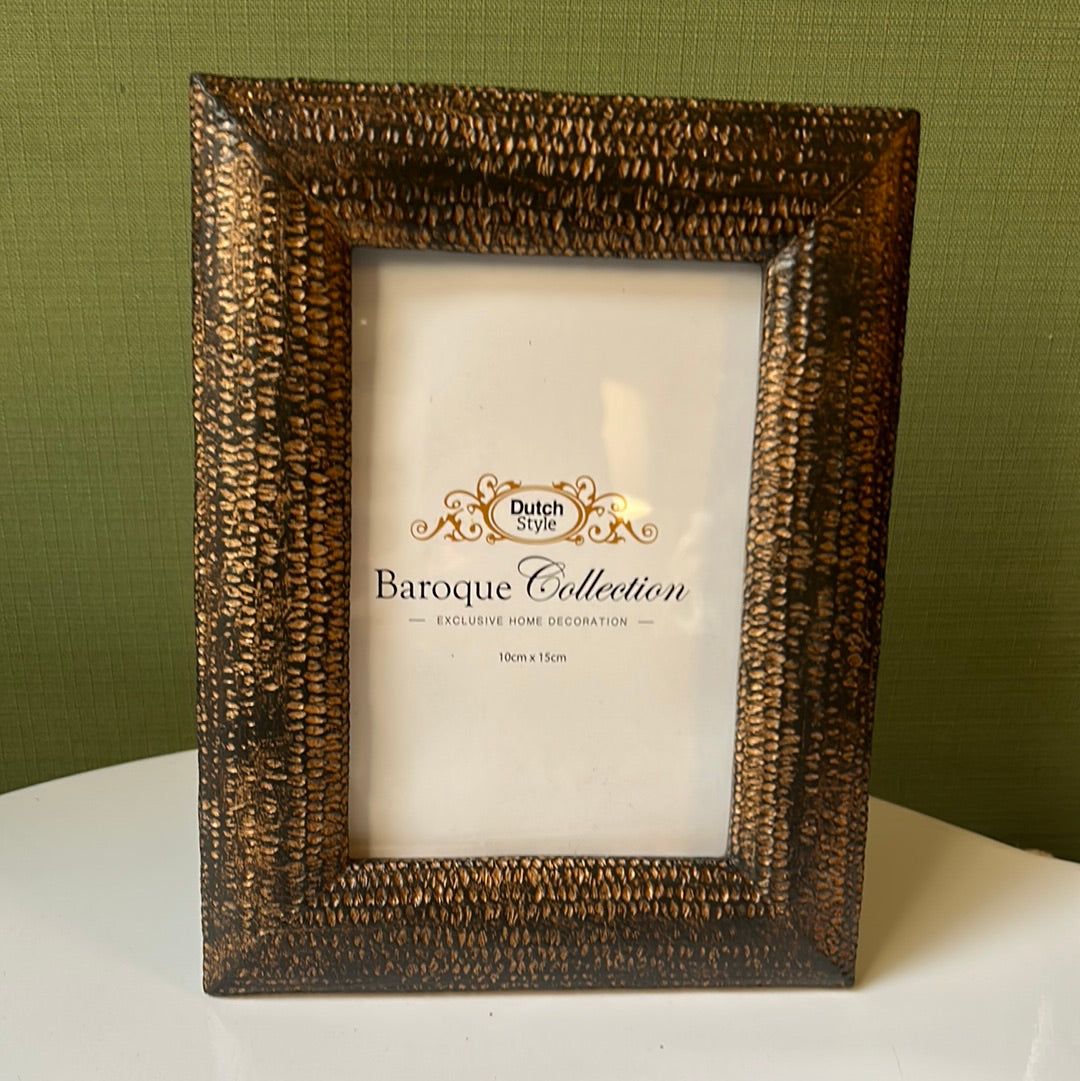 Dutch
Style
Baroque Collection
EXCLUSIVE HOME DECORATION
10cm x 15cm